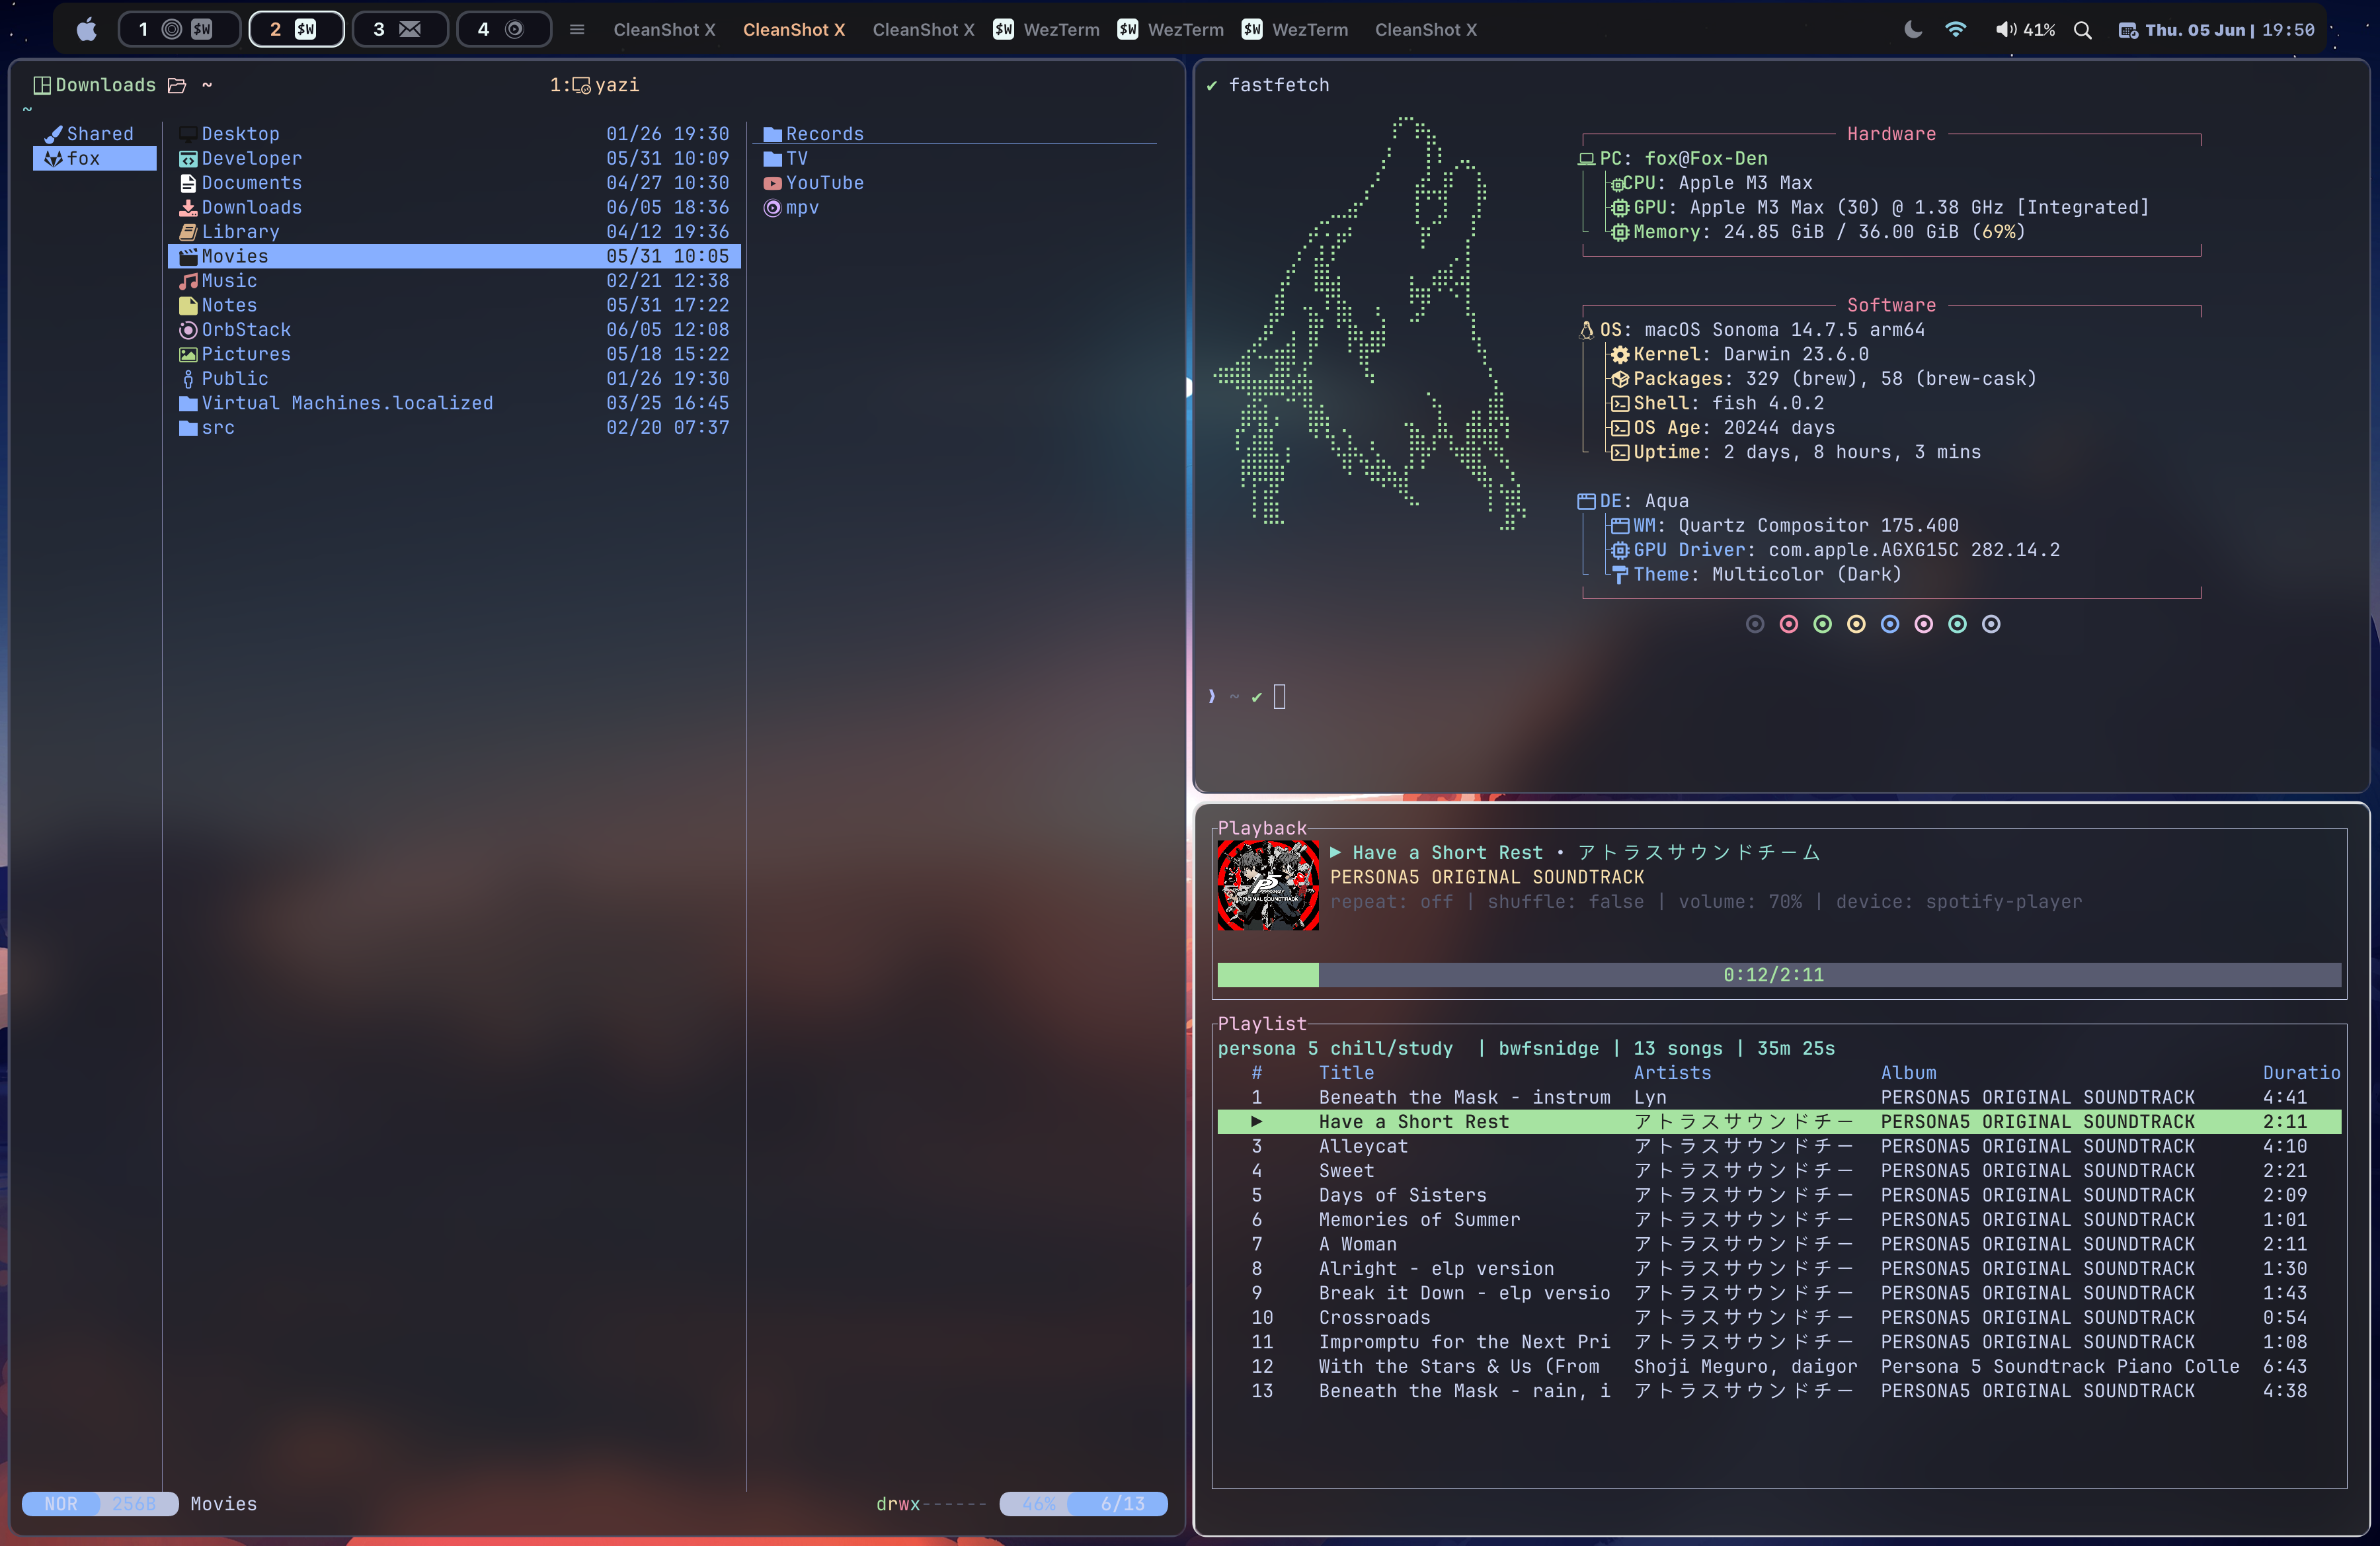 1 $W 2 $W 3 4 CleanShot X CleanShot X CleanShot X $W WezTerm $W WezTerm $W WezTerm CleanShot X 41% Thu. 05 Jun | 19:50
Downloads ~ 1: yazi
~
Shared
fox
Desktop 01/26 19:30
Developer 05/31 10:09
Documents 04/27 10:30
Downloads 06/05 18:36
Library 04/12 19:36
Movies 05/31 10:05
Music 02/21 12:38
Notes 05/31 17:22
OrbStack 06/05 12:08
Pictures 05/18 15:22
Public 01/26 19:30
Virtual Machines.localized 03/25 16:45
src 02/20 07:37
Records
TV
YouTube
mpv
NOR 256B Movies drwx------ 46% 6/13
✔ fastfetch
Hardware
PC: fox@Fox-Den
CPU: Apple M3 Max
GPU: Apple M3 Max (30) @ 1.38 GHz [Integrated]
Memory: 24.85 GiB / 36.00 GiB (69%)
Software
OS: macOS Sonoma 14.7.5 arm64
Kernel: Darwin 23.6.0
Packages: 329 (brew), 58 (brew-cask)
Shell: fish 4.0.2
OS Age: 20244 days
Uptime: 2 days, 8 hours, 3 mins
DE: Aqua
WM: Quartz Compositor 175.400
GPU Driver: com.apple.AGXG15C 282.14.2
Theme: Multicolor (Dark)
❱ ~ ✔
Playback
▶ Have a Short Rest • アトラスサウンドチーム
PERSONA5 ORIGINAL SOUNDTRACK
repeat: off | shuffle: false | volume: 70% | device: spotify-player
P5
ORIGINAL SOUNDTRACK
0:12/2:11
Playlist
persona 5 chill/study | bwfsnidge | 13 songs | 35m 25s
# Title Artists Album Duratio
1 Beneath the Mask - instrum Lyn PERSONA5 ORIGINAL SOUNDTRACK 4:41
▶ Have a Short Rest アトラスサウンドチー PERSONA5 ORIGINAL SOUNDTRACK 2:11
3 Alleycat アトラスサウンドチー PERSONA5 ORIGINAL SOUNDTRACK 4:10
4 Sweet アトラスサウンドチー PERSONA5 ORIGINAL SOUNDTRACK 2:21
5 Days of Sisters アトラスサウンドチー PERSONA5 ORIGINAL SOUNDTRACK 2:09
6 Memories of Summer アトラスサウンドチー PERSONA5 ORIGINAL SOUNDTRACK 1:01
7 A Woman アトラスサウンドチー PERSONA5 ORIGINAL SOUNDTRACK 2:11
8 Alright - elp version アトラスサウンドチー PERSONA5 ORIGINAL SOUNDTRACK 1:30
9 Break it Down - elp versio アトラスサウンドチー PERSONA5 ORIGINAL SOUNDTRACK 1:43
10 Crossroads アトラスサウンドチー PERSONA5 ORIGINAL SOUNDTRACK 0:54
11 Impromptu for the Next Pri アトラスサウンドチー PERSONA5 ORIGINAL SOUNDTRACK 1:08
12 With the Stars & Us (From Shoji Meguro, daigor Persona 5 Soundtrack Piano Colle 6:43
13 Beneath the Mask - rain, i アトラスサウンドチー PERSONA5 ORIGINAL SOUNDTRACK 4:38